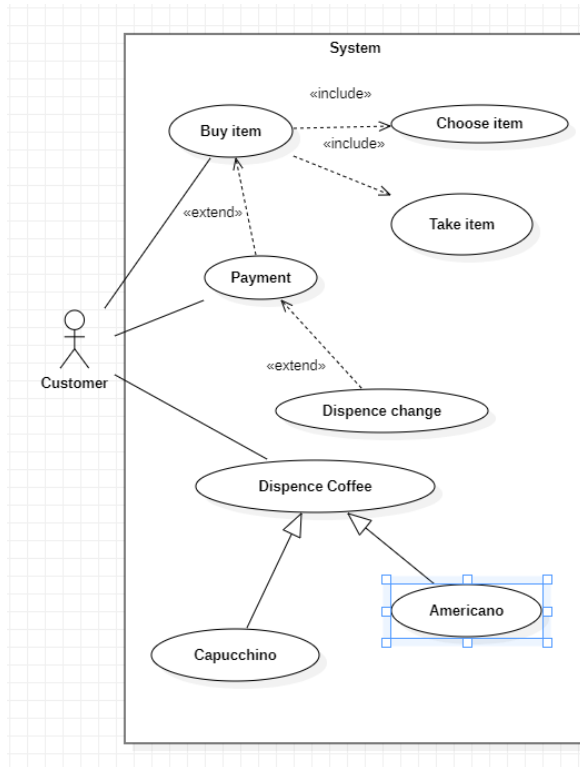 System
«include»
Buy item
Choose item
«include»
Take item
«extend»
Payment
Customer
«extend»
Dispence change
Dispence Coffee
Americano
Capucchino